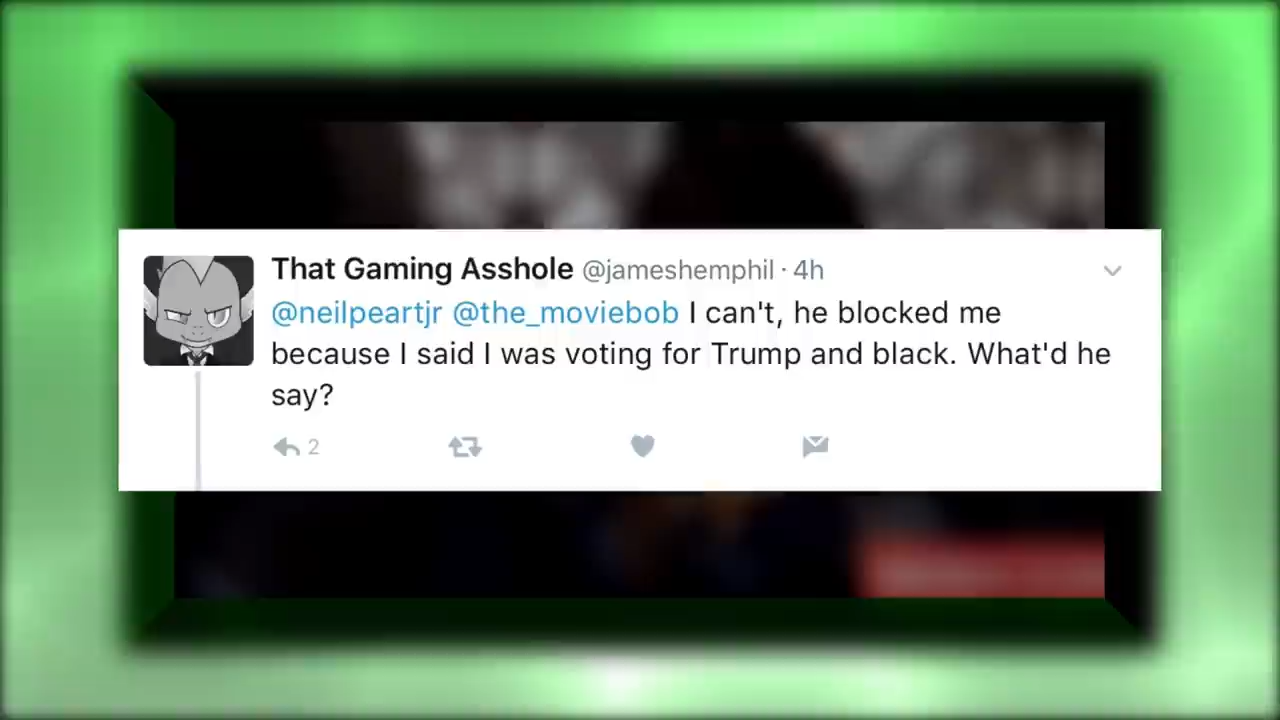 That Gaming Asshole @jameshemphil · 4h
@neilpeartjr @the_moviebob I can't, he blocked me
because I said I was voting for Trump and black. What'd he
say?
2